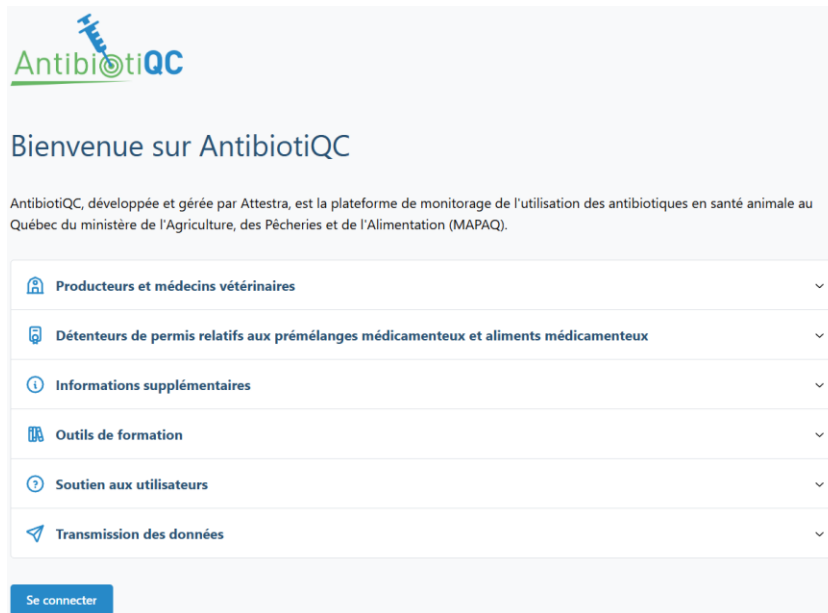 AntibiotiQC
Bienvenue sur AntibiotiQC
AntibiotiQC, développée et gérée par Attestra, est la plateforme de monitorage de l'utilisation des antibiotiques en santé animale au
Québec du ministère de l'Agriculture, des Pêcheries et de l'Alimentation (MAPAQ).
Producteurs et médecins vétérinaires
Détenteurs de permis relatifs aux prémélanges médicamenteux et aliments médicamenteux
Informations supplémentaires
Outils de formation
Soutien aux utilisateurs
Transmission des données
Se connecter